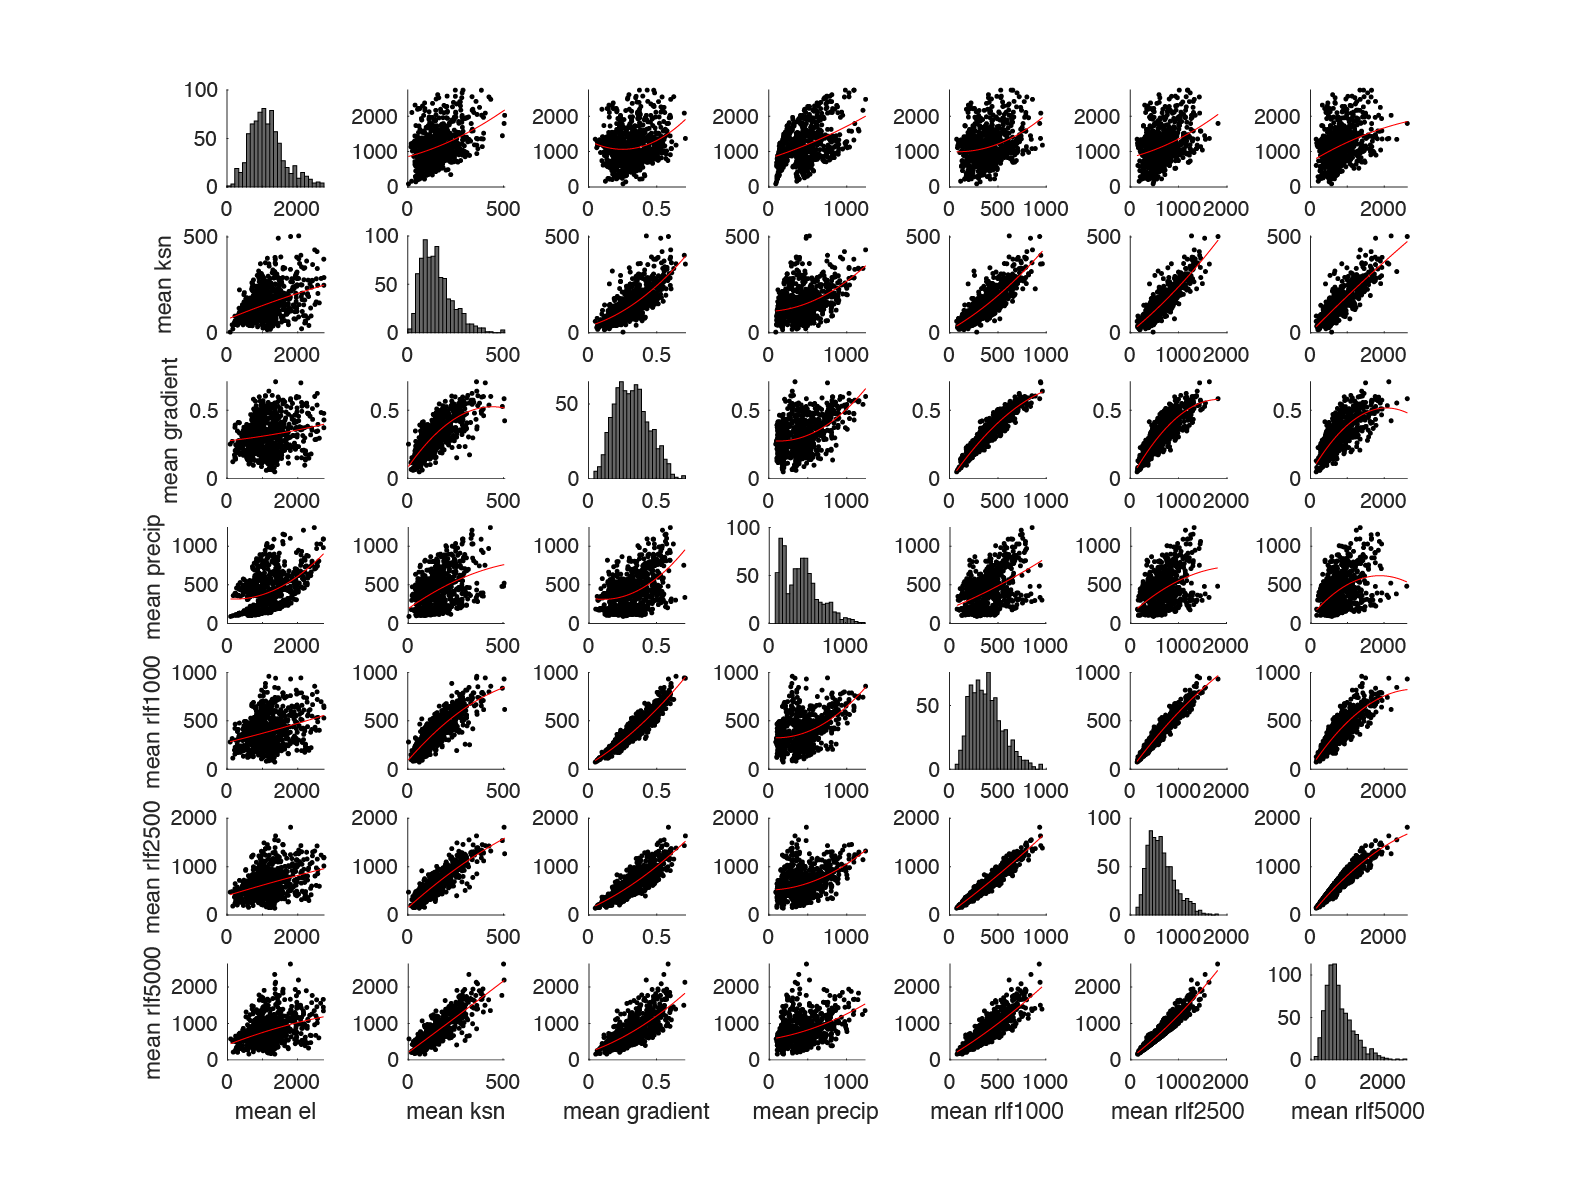 100
2000 2000 2000 2000 2000 2000
50
1000 1000 1000 1000 1000 1000
0 0 0 0 0 0 0
0 2000 0 500 0 0.5 0 1000 0 500 1000 0 1000 2000 0 2000
mean ksn
500 100 500 500 500 500 500
50
0 0 0 0 0 0 0
0 2000 0 500 0 0.5 0 1000 0 500 1000 0 1000 2000 0 2000
mean gradient
0.5 0.5 50 0.5 0.5 0.5 0.5
0 0 0 0 0 0 0
0 2000 0 500 0 0.5 0 1000 0 500 1000 0 1000 2000 0 2000
mean precip
100
1000 1000 1000 1000 1000 1000
500 500 500 50 500 500 500
0 0 0 0 0 0 0
0 2000 0 500 0 0.5 0 1000 0 500 1000 0 1000 2000 0 2000
mean rlf1000
1000 1000 1000 1000 1000 1000
500 500 500 500 50 500 500
0 0 0 0 0 0 0
0 2000 0 500 0 0.5 0 1000 0 500 1000 0 1000 2000 0 2000
mean rlf2500
2000 2000 2000 2000 2000 100 2000
1000 1000 1000 1000 1000 50 1000
0 0 0 0 0 0 0
0 2000 0 500 0 0.5 0 1000 0 500 1000 0 1000 2000 0 2000
mean rlf5000
2000 2000 2000 2000 2000 2000 100
1000 1000 1000 1000 1000 1000 50
0 0 0 0 0 0 0
0 2000 0 500 0 0.5 0 1000 0 500 1000 0 1000 2000 0 2000
mean el mean ksn mean gradient mean precip mean rlf1000 mean rlf2500 mean rlf5000